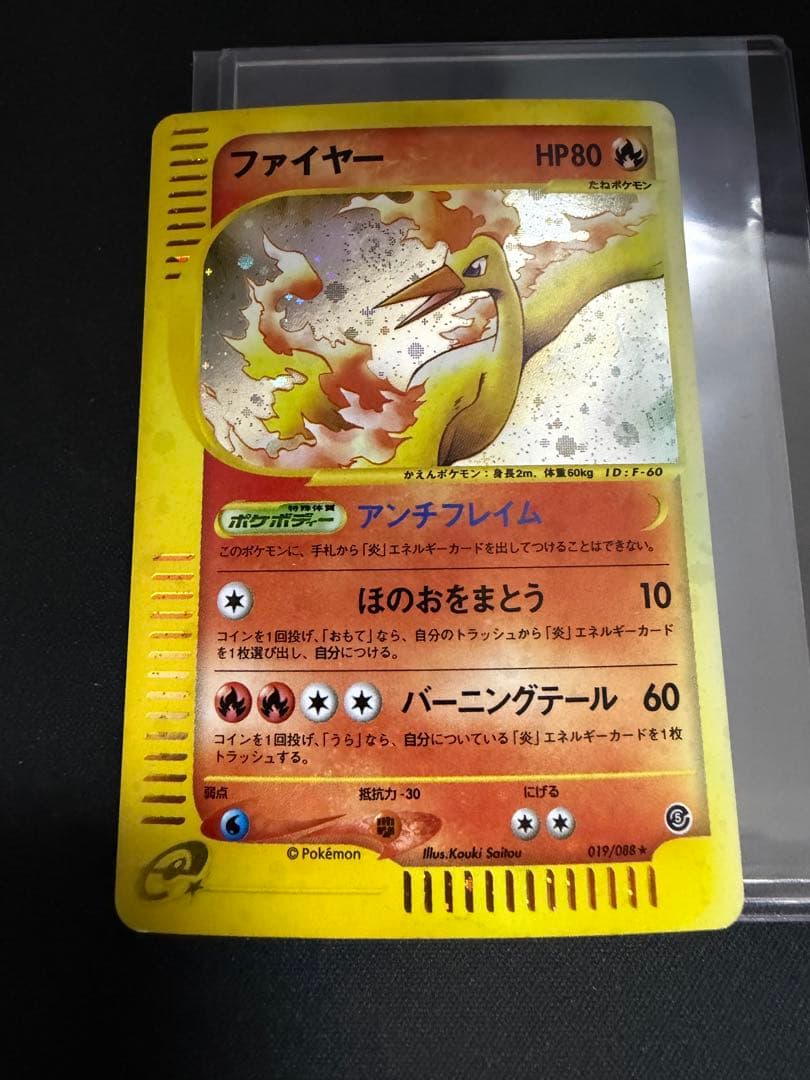 ファイヤー HP80
たねポケモン
かえんポケモン：身長2m, 体重60kg ID:F-60
特殊体質
ポケボディー アンチフレイム
このポケモンに、手札から「炎」エネルギーカードを出してつけることはできない。
ほのおをまとう 10
コインを1回投げ、「おもて」なら、自分のトラッシュから「炎」エネルギーカード
を1枚選び出し、自分につける。
バーニングテール 60
コインを1回投げ、「うら」なら、自分についている「炎」エネルギーカードを1枚
トラッシュする。
弱点 抵抗力-30 にげる
5
©Pokémon Illus.Kouki Saitou 019/088★